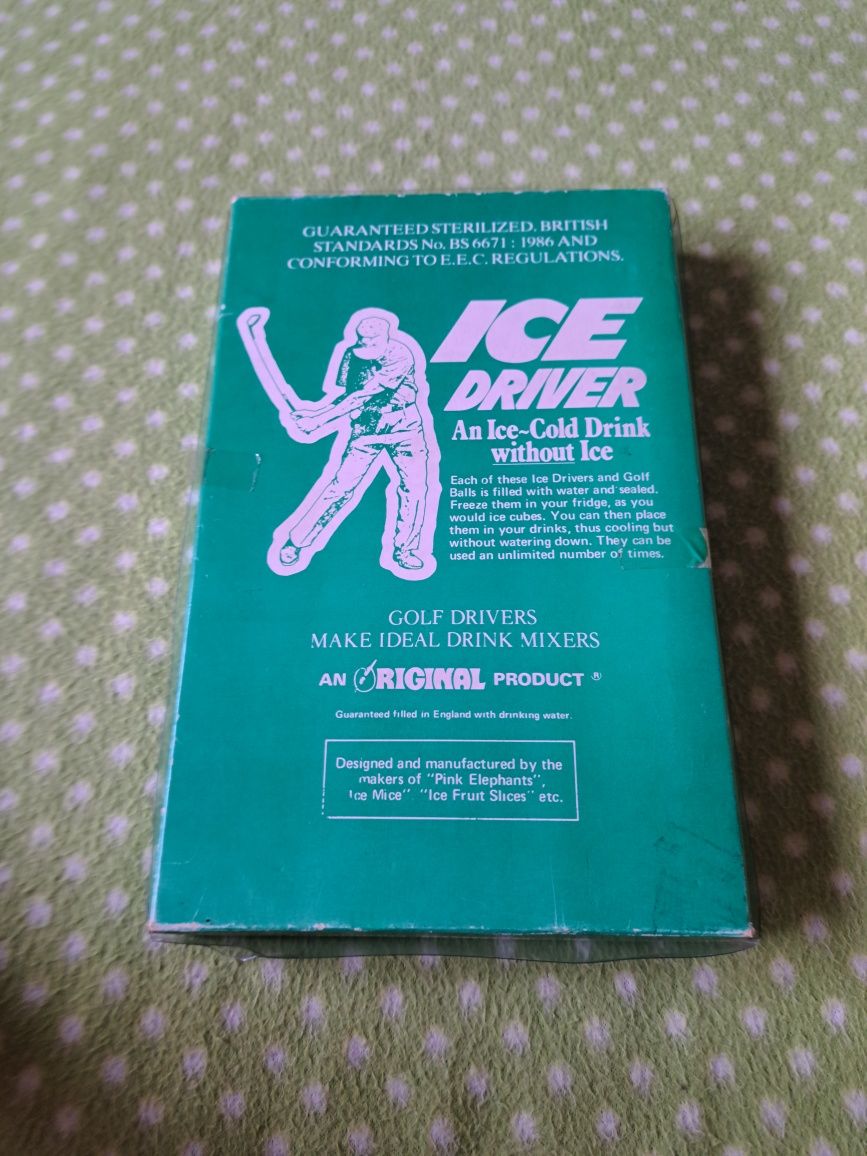 GUARANTEED STERILIZED. BRITISH
STANDARDS No. BS 6671 : 1986 AND
CONFORMING TO E.E.C. REGULATIONS.
ICE
DRIVER
An Ice~Cold Drink
without Ice
Each of these Ice Drivers and Golf
Balls is filled with water and sealed.
Freeze them in your fridge, as you
would ice cubes. You can then place
them in your drinks, thus cooling but
without watering down. They can be
used an unlimited number of times.
GOLF DRIVERS
MAKE IDEAL DRINK MIXERS
AN ORIGINAL PRODUCT ®
Guaranteed filled in England with drinking water.
Designed and manufactured by the
makers of "Pink Elephants",
Ice Mice" "Ice Fruit Slices" etc.